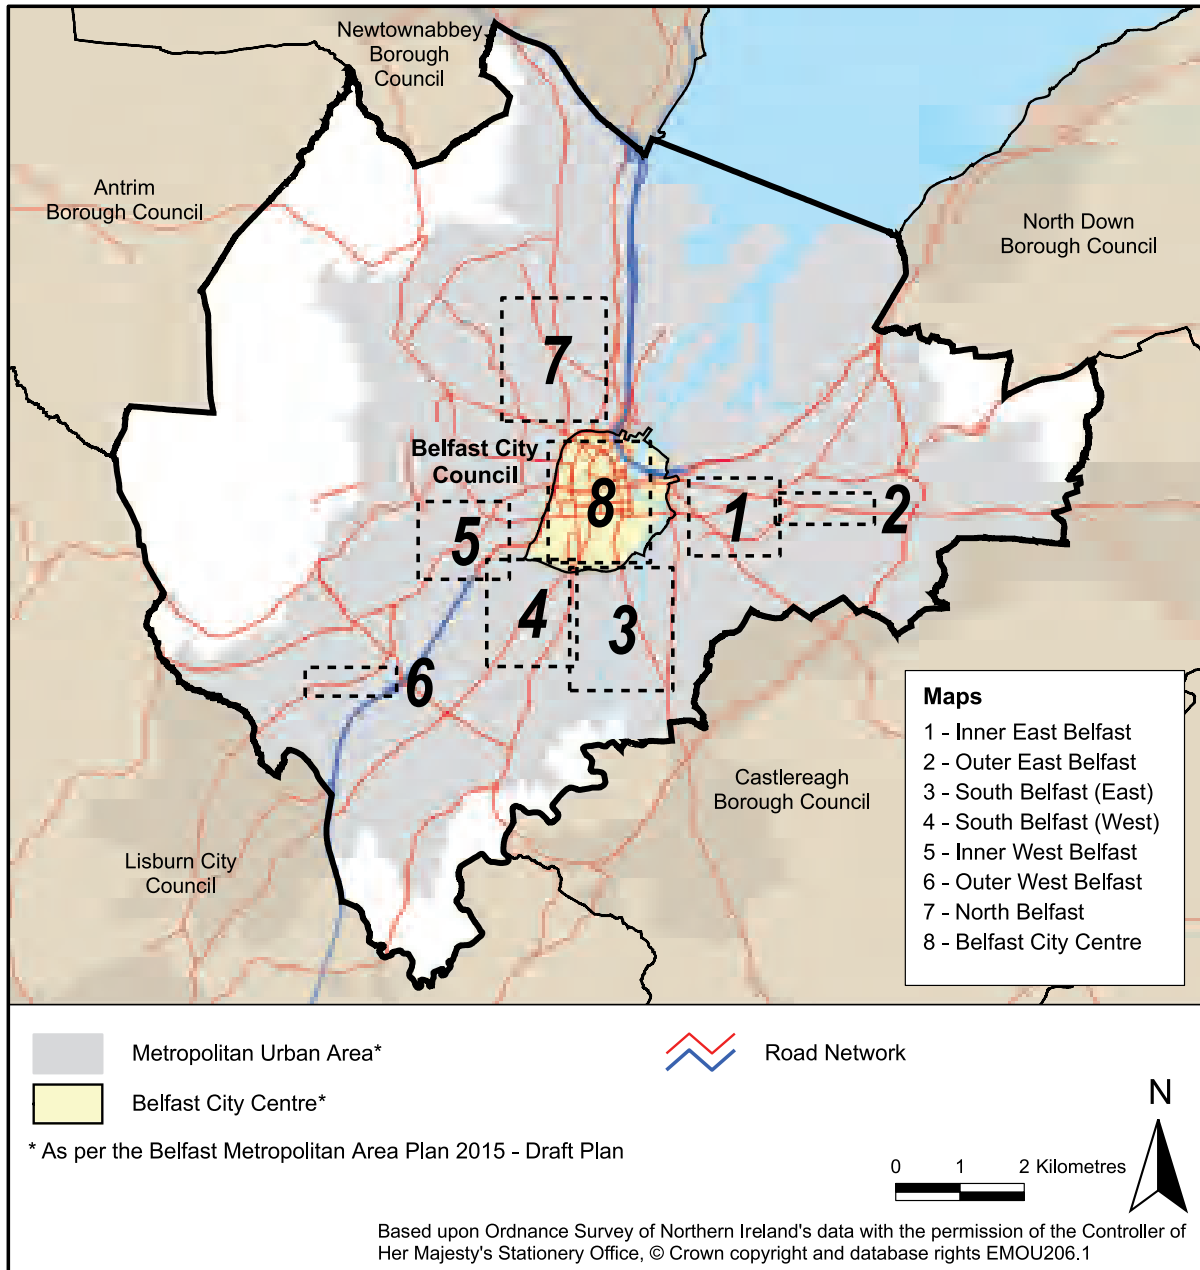 Newtownabbey
Borough
Council
Antrim
Borough Council
North Down
Borough Council
7
Belfast City
Council
8
1
2
5
4
3
6
Castlereagh
Borough Council
Lisburn City
Council
Maps
1 - Inner East Belfast
2 - Outer East Belfast
3 - South Belfast (East)
4 - South Belfast (West)
5 - Inner West Belfast
6 - Outer West Belfast
7 - North Belfast
8 - Belfast City Centre
Metropolitan Urban Area*
Road Network
Belfast City Centre*
* As per the Belfast Metropolitan Area Plan 2015 - Draft Plan
N
0 1 2 Kilometres
Based upon Ordnance Survey of Northern Ireland's data with the permission of the Controller of
Her Majesty's Stationery Office, © Crown copyright and database rights EMOU206.1